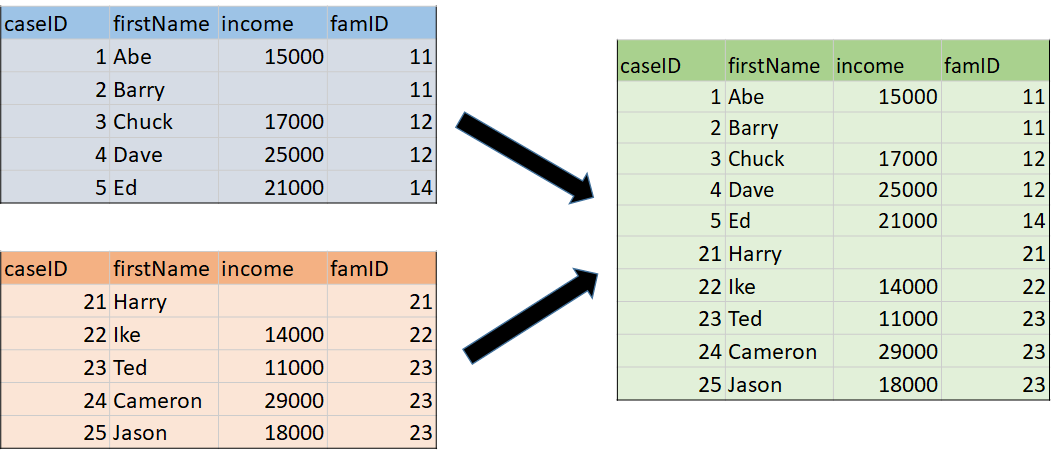 caseID firstName income famID
1 Abe 15000 11
2 Barry 11
3 Chuck 17000 12
4 Dave 25000 12
5 Ed 21000 14
caseID firstName income famID
21 Harry 21
22 Ike 14000 22
23 Ted 11000 23
24 Cameron 29000 23
25 Jason 18000 23
caseID firstName income famID
1 Abe 15000 11
2 Barry 11
3 Chuck 17000 12
4 Dave 25000 12
5 Ed 21000 14
21 Harry 21
22 Ike 14000 22
23 Ted 11000 23
24 Cameron 29000 23
25 Jason 18000 23